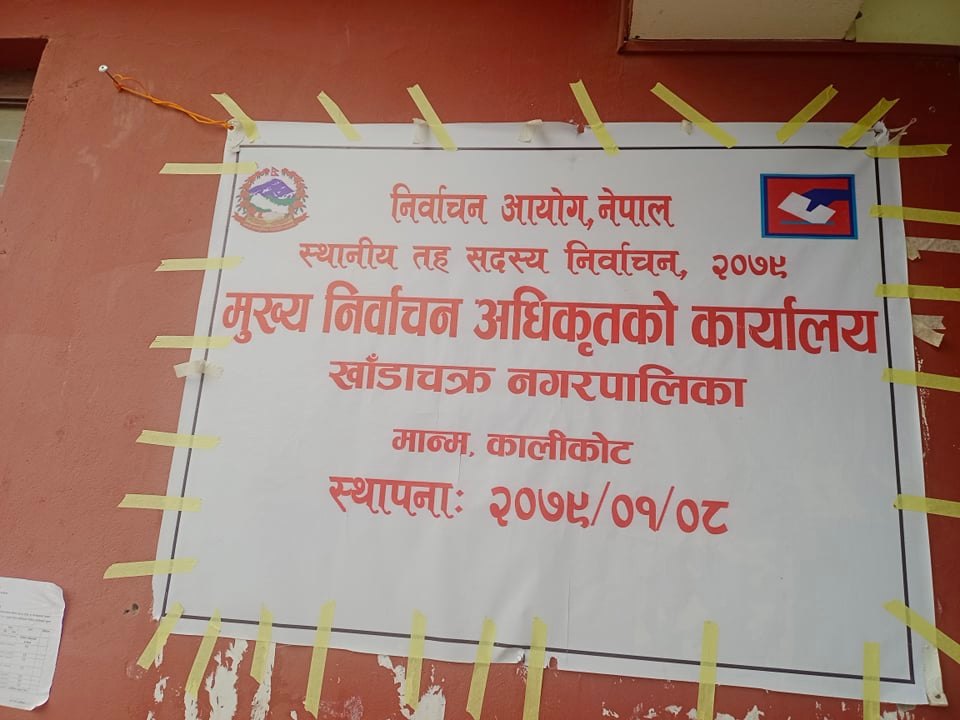 निर्वाचन आयोग, नेपाल
स्थानीय तह सदस्य निर्वाचन, २०७९
मुख्य निर्वाचन अधिकृतको कार्यालय
खाँडाचक्र नगरपालिका
मान्म, कालीकोट
स्थापनाः २०७९/०१/०८